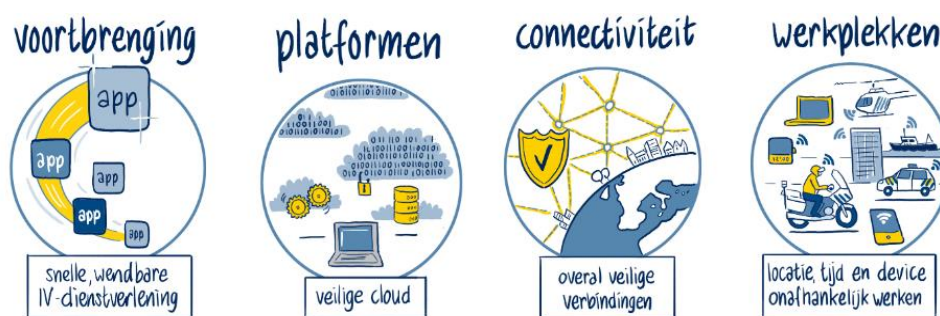 voortbrenging
app
app
app
app
app
snelle, wendbare
IV-dienstverlening
platformen
veilige cloud
connectiviteit
overal veilige
verbindingen
werkplekken
locatie, tijd en device
onafhankelijk werken